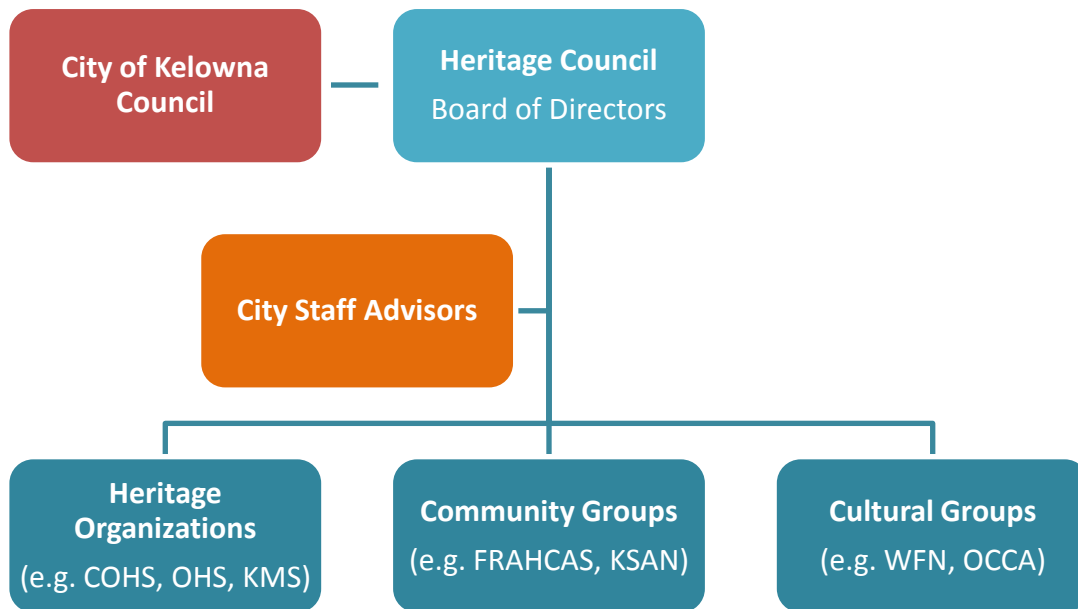 City of Kelowna
Council
Heritage Council
Board of Directors
City Staff Advisors
Heritage
Organizations
(e.g. COHS, OHS, KMS)
Community Groups
(e.g. FRAHCAS, KSAN)
Cultural Groups
(e.g. WFN, OCCA)